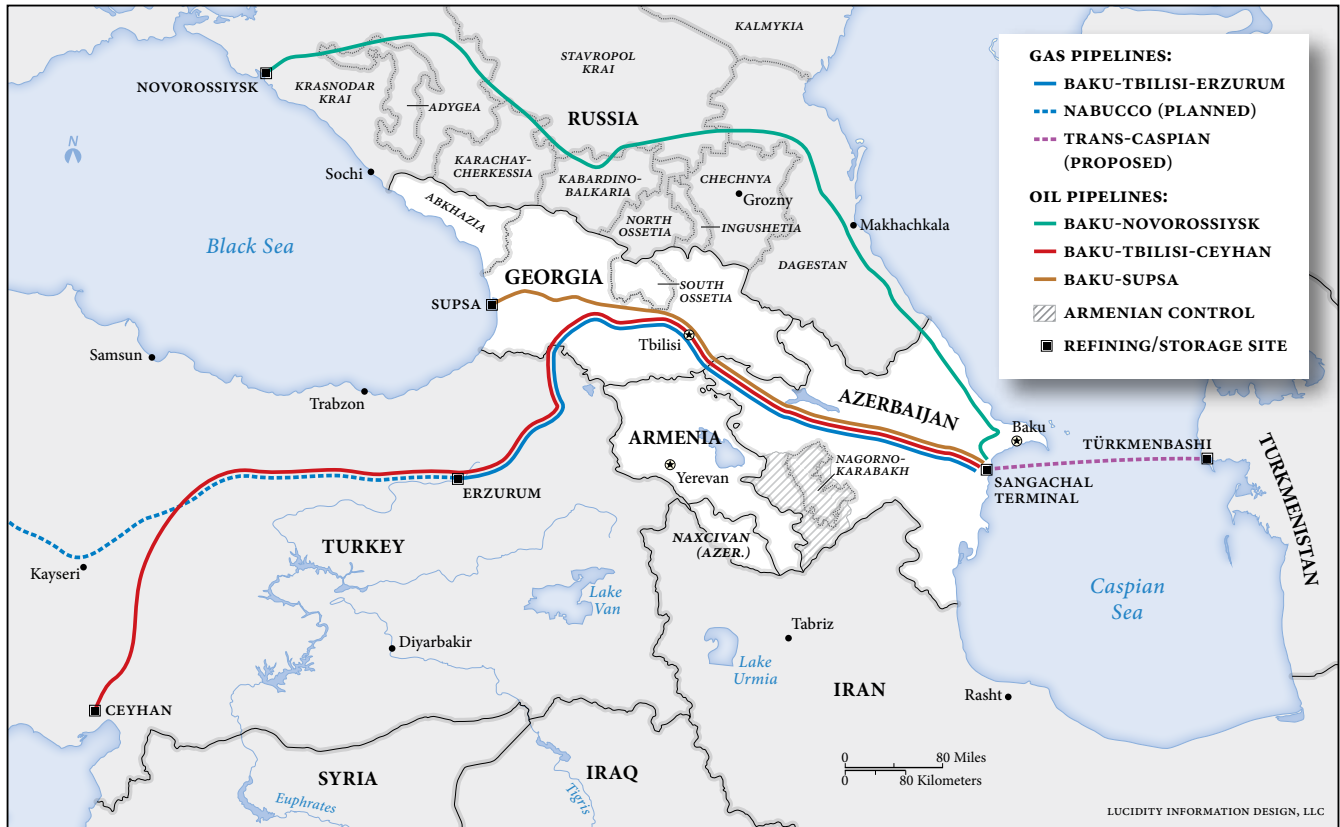 KALMYKIA
STAVROPOL
KRAI
NOVOROSSIYSK
KRASNODAR
KRAI
ADYGEA
RUSSIA
N
KARACHAY-
CHERKESSIA
KABARDINO-
BALKARIA
CHECHNYA
Grozny
Sochi
ABKHAZIA
NORTH
OSSETIA
INGUSHETIA
Makhachkala
Black Sea
DAGESTAN
GEORGIA
SOUTH
OSSETIA
SUPSA
Tbilisi
Samsun
Trabzon
AZERBAIJAN
ARMENIA
Baku
Yerevan
NAGORNO-
KARABAKH
TÜRKMENBASHI
SANGACHAL
TERMINAL
TURKMENISTAN
ERZURUM
TURKEY
NAXCIVAN
(AZER.)
Kayseri
Lake
Van
Caspian
Sea
Diyarbakir
Tabriz
Lake
Urmia
IRAN
Rasht
CEYHAN
SYRIA
IRAQ
Euphrates
Tigris
0 80 Miles
0 80 Kilometers
LUCIDITY INFORMATION DESIGN, LLC
GAS PIPELINES:
BAKU-TBILISI-ERZURUM
NABUCCO (PLANNED)
TRANS-CASPIAN
(PROPOSED)
OIL PIPELINES:
BAKU-NOVOROSSIYSK
BAKU-TBILISI-CEYHAN
BAKU-SUPSA
ARMENIAN CONTROL
REFINING/STORAGE SITE